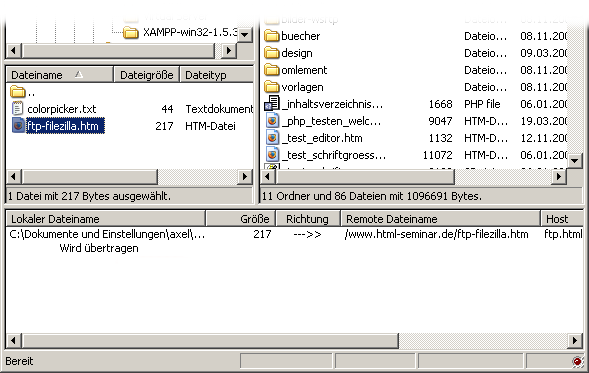 XAMPP-win32-1.5.3
Dateiname Dateigröße Dateityp
..
colorpicker.txt 44 Textdokument
ftp-filezilla.htm 217 HTM-Datei
1 Datei mit 217 Bytes ausgewählt.
buecher Dateio... 08.11.200
design Dateio... 09.03.200
omlement Dateio... 08.11.200
vorlagen Dateio... 08.11.200
_inhaltsverzeichnis... 1668 PHP file 06.01.200
_php_testen_welc... 9047 HTM-D... 19.03.200
_test_editor.htm 1132 HTM-D... 12.11.200
_test_schriftgroess... 11072 HTM-D... 06.01.200
11 Ordner und 86 Dateien mit 1096691 Bytes.
Lokaler Dateiname Größe Richtung Remote Dateiname Host
C:\Dokumente und Einstellungen\axel\... 217 --->> /www.html-seminar.de/ftp-filezilla.htm ftp.html
Wird übertragen
Bereit